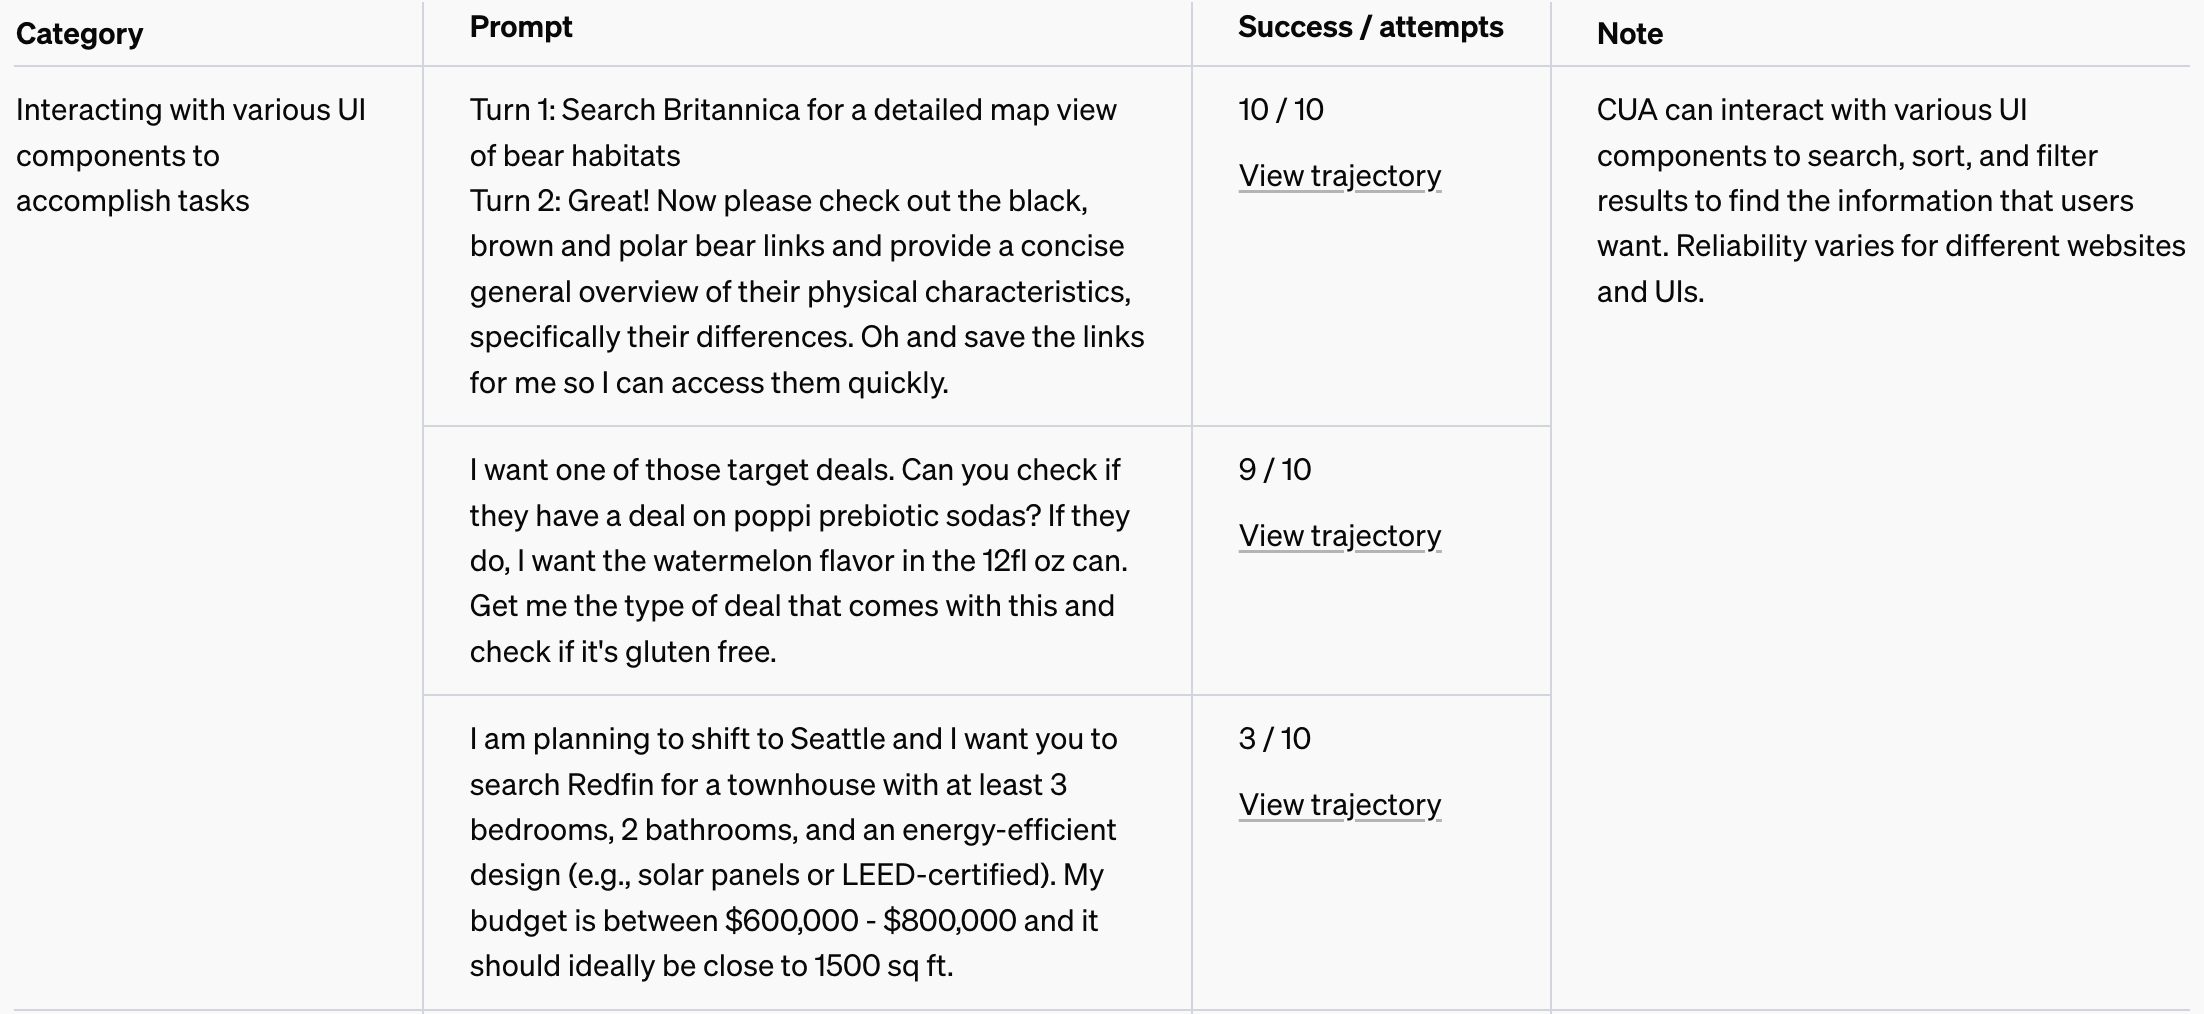 Category
Prompt
Success / attempts
Note
Interacting with various UI
components to
accomplish tasks
Turn 1: Search Britannica for a detailed map view
of bear habitats
Turn 2: Great! Now please check out the black,
brown and polar bear links and provide a concise
general overview of their physical characteristics,
specifically their differences. Oh and save the links
for me so I can access them quickly.
10 / 10
View trajectory
CUA can interact with various UI
components to search, sort, and filter
results to find the information that users
want. Reliability varies for different websites
and UIs.
I want one of those target deals. Can you check if
they have a deal on poppi prebiotic sodas? If they
do, I want the watermelon flavor in the 12fl oz can.
Get me the type of deal that comes with this and
check if it's gluten free.
9 / 10
View trajectory
I am planning to shift to Seattle and I want you to
search Redfin for a townhouse with at least 3
bedrooms, 2 bathrooms, and an energy-efficient
design (e.g., solar panels or LEED-certified). My
budget is between $600,000 - $800,000 and it
should ideally be close to 1500 sq ft.
3 / 10
View trajectory